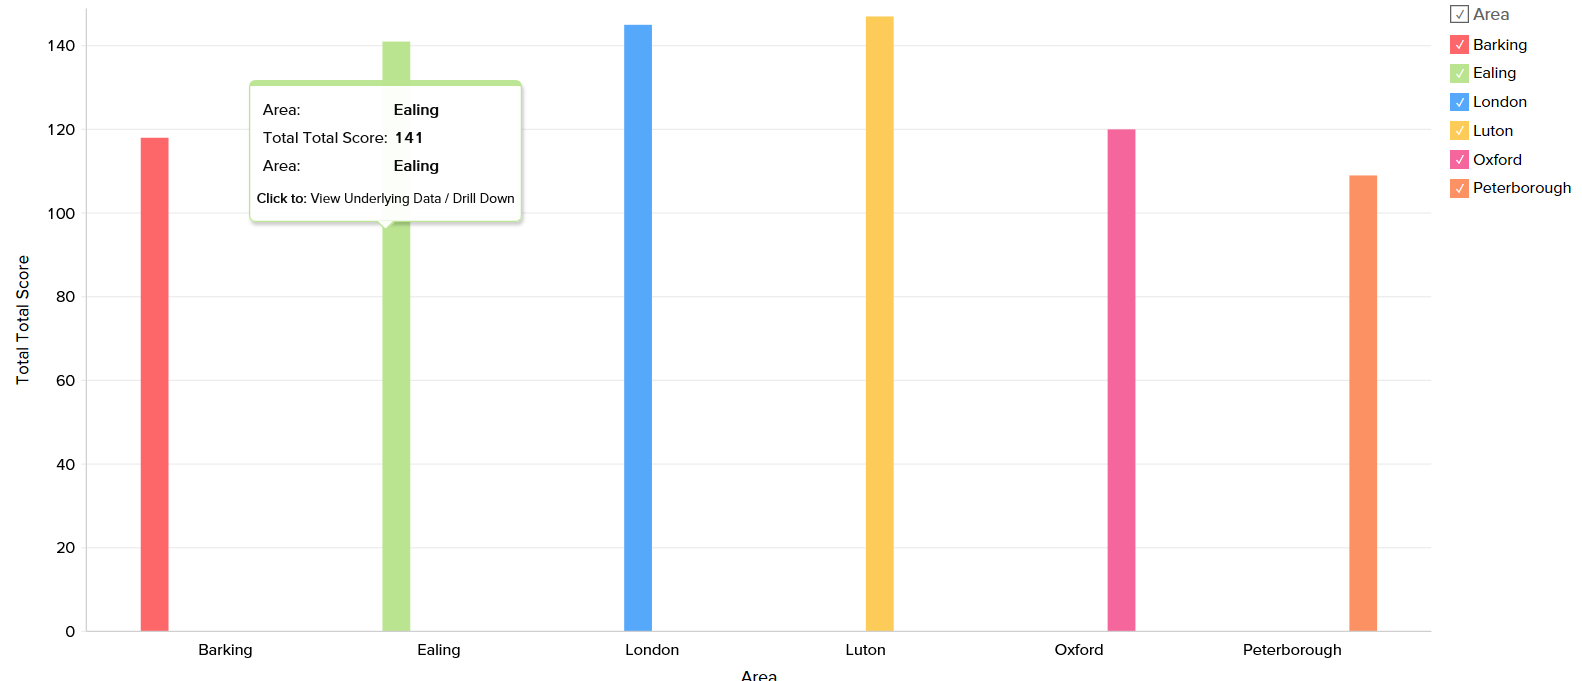 140
120
100
80
60
40
20
0
Total Total Score
Area: Ealing
Total Total Score: 141
Area: Ealing
Click to: View Underlying Data / Drill Down
Barking Ealing London Luton Oxford Peterborough
Area
Area
Barking
Ealing
London
Luton
Oxford
Peterborough